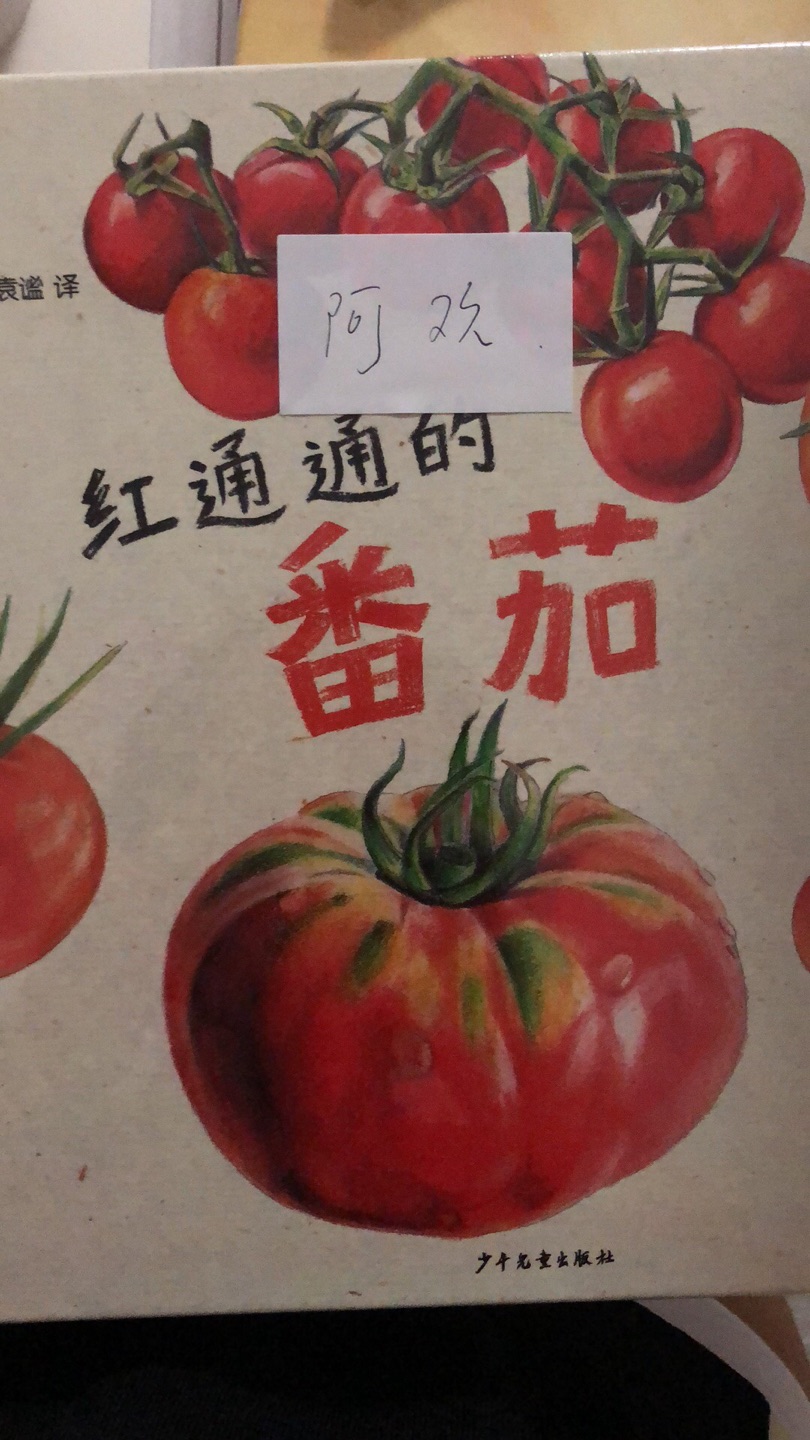 袁谧 译
阿欢
红通通的
番茄
少年儿童出版社